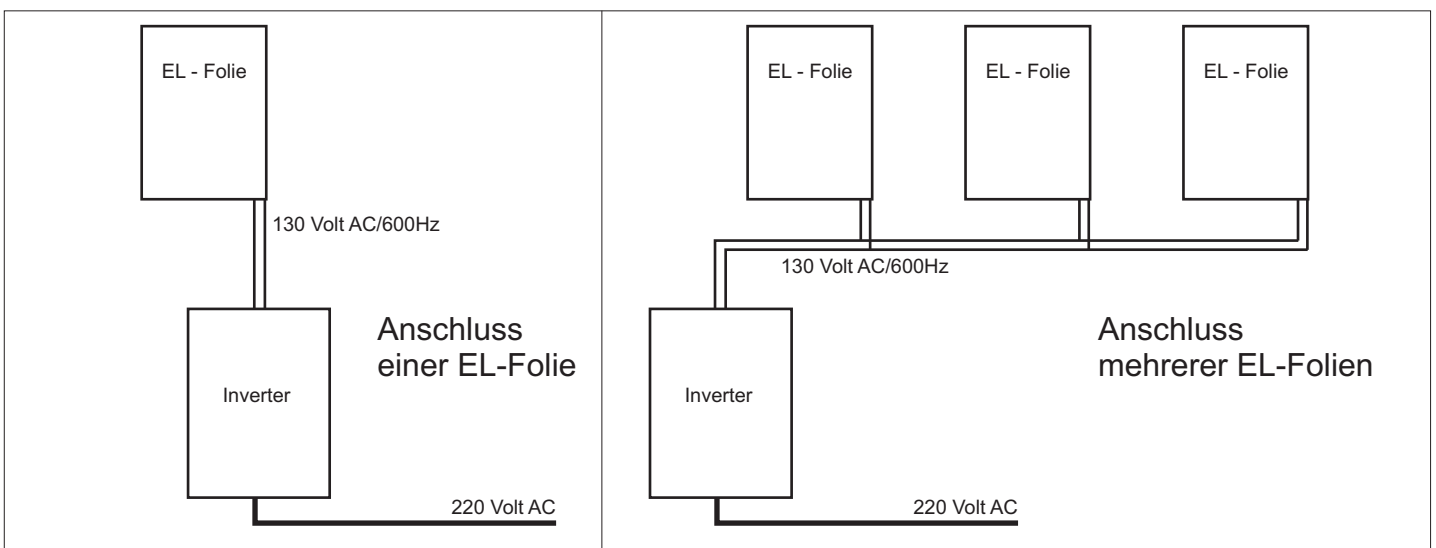 EL - Folie
130 Volt AC/600Hz
Anschluss
einer EL-Folie
Inverter
220 Volt AC
EL - Folie
EL - Folie
EL - Folie
130 Volt AC/600Hz
Anschluss
mehrerer EL-Folien
Inverter
220 Volt AC